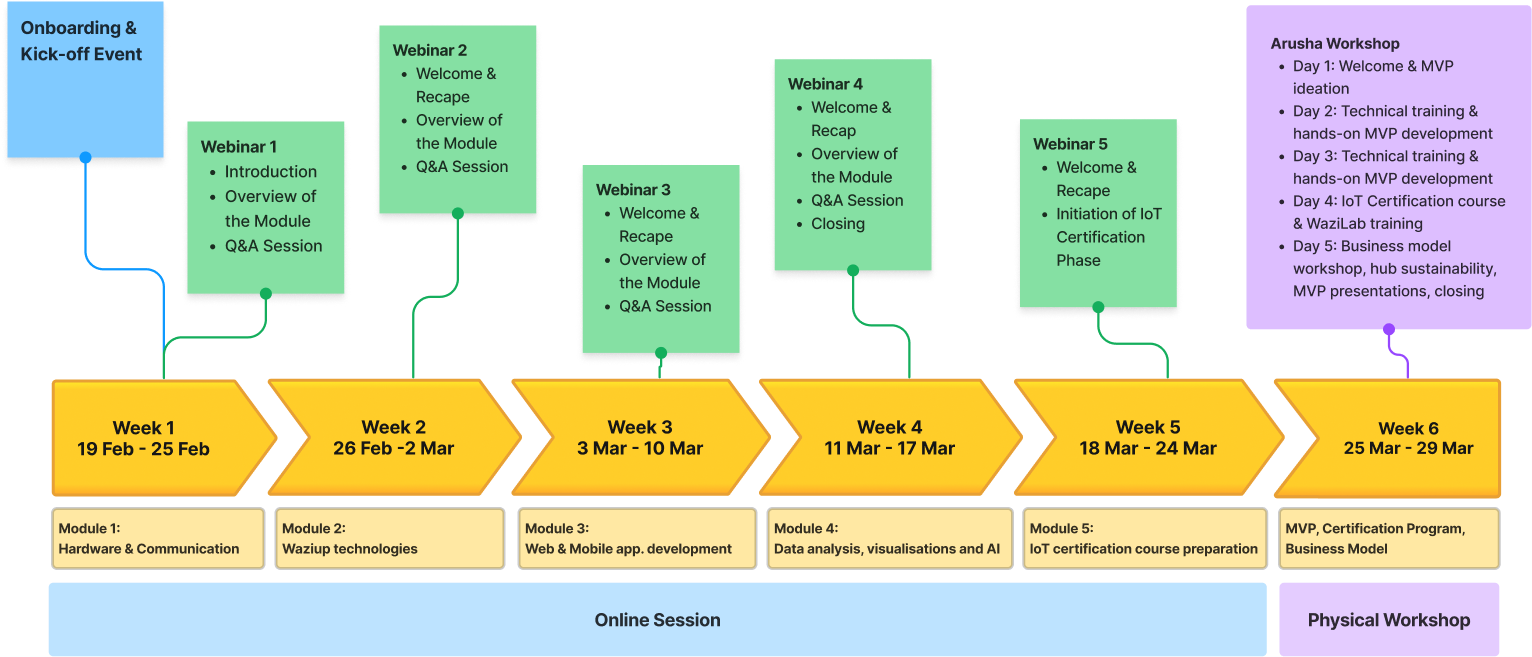 Onboarding &
Kick-off Event
Webinar 1
• Introduction
• Overview of
the Module
• Q&A Session
Webinar 2
• Welcome &
Recape
• Overview of
the Module
• Q&A Session
Webinar 3
• Welcome &
Recape
• Overview of
the Module
• Q&A Session
Webinar 4
• Welcome &
Recap
• Overview of
the Module
• Q&A Session
• Closing
Webinar 5
• Welcome &
Recape
• Initiation of IoT
Certification
Phase
Arusha Workshop
• Day 1: Welcome & MVP
ideation
• Day 2: Technical training &
hands-on MVP development
• Day 3: Technical training &
hands-on MVP development
• Day 4: IoT Certification course
& WaziLab training
• Day 5: Business model
workshop, hub sustainability,
MVP presentations, closing
Week 1
19 Feb - 25 Feb
Week 2
26 Feb -2 Mar
Week 3
3 Mar - 10 Mar
Week 4
11 Mar - 17 Mar
Week 5
18 Mar - 24 Mar
Week 6
25 Mar - 29 Mar
Module 1:
Hardware & Communication
Module 2:
Waziup technologies
Module 3:
Web & Mobile app. development
Module 4:
Data analysis, visualisations and AI
Module 5:
IoT certification course preparation
MVP, Certification Program,
Business Model
Online Session
Physical Workshop